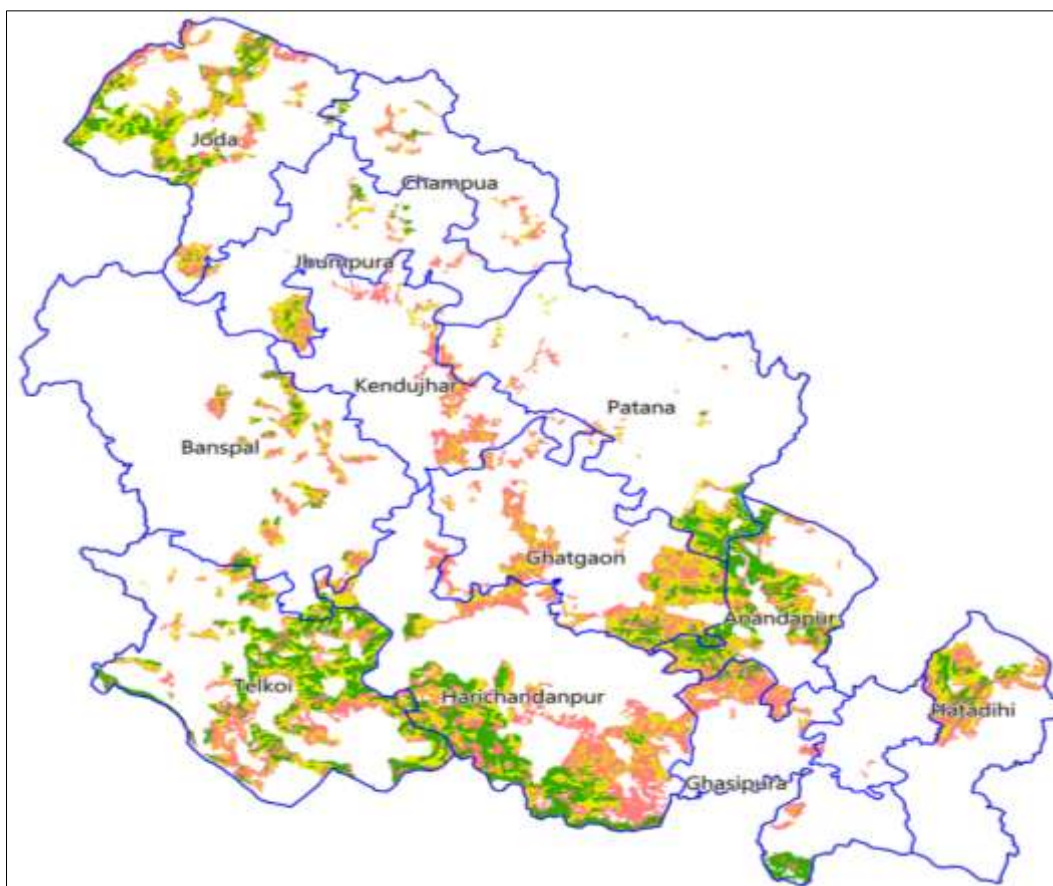 Joda
Champua
Jhumpura
Kendujhar
Patana
Banspal
Ghatgaon
Anandapur
Telkoi
Harichandanpur
Hatadihi
Ghasipura